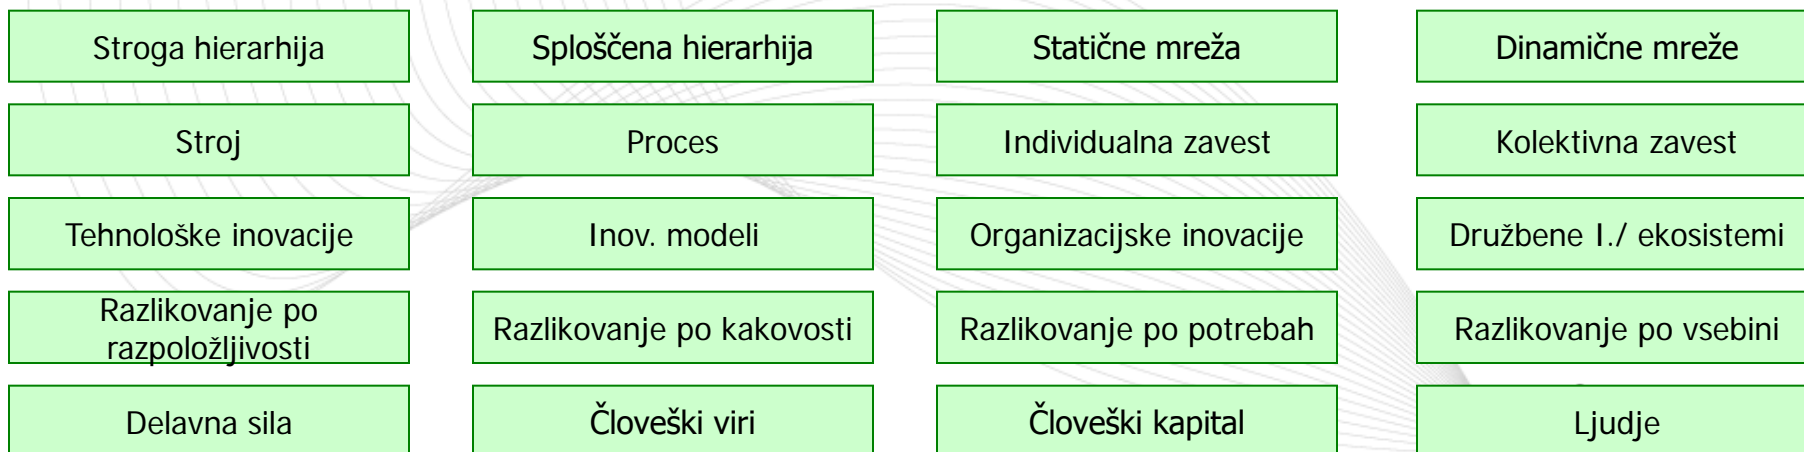 Stroga hierarhija
Sploščena hierarhija
Statične mreža
Dinamične mreže
Stroj
Proces
Individualna zavest
Kolektivna zavest
Tehnološke inovacije
Inov. modeli
Organizacijske inovacije
Družbene I./ ekosistemi
Razlikovanje po
razpoložljivosti
Razlikovanje po kakovosti
Razlikovanje po potrebah
Razlikovanje po vsebini
Delavna sila
Človeški viri
Človeški kapital
Ljudje